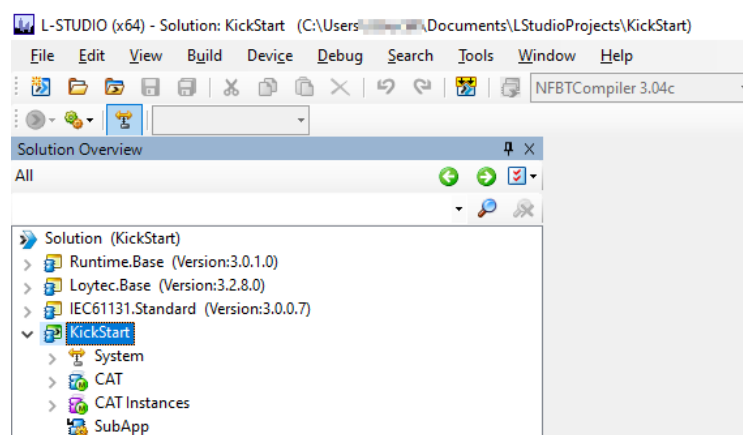 L-STUDIO (x64) - Solution: KickStart (C:\Users\ \Documents\LStudioProjects\KickStart)
File Edit View Build Device Debug Search Tools Window Help
NFBTCompiler 3.04c
Solution Overview
All
Solution (KickStart)
Runtime.Base (Version:3.0.1.0)
Loytec.Base (Version:3.2.8.0)
IEC61131.Standard (Version:3.0.0.7)
KickStart
System
CAT
CAT Instances
SubApp